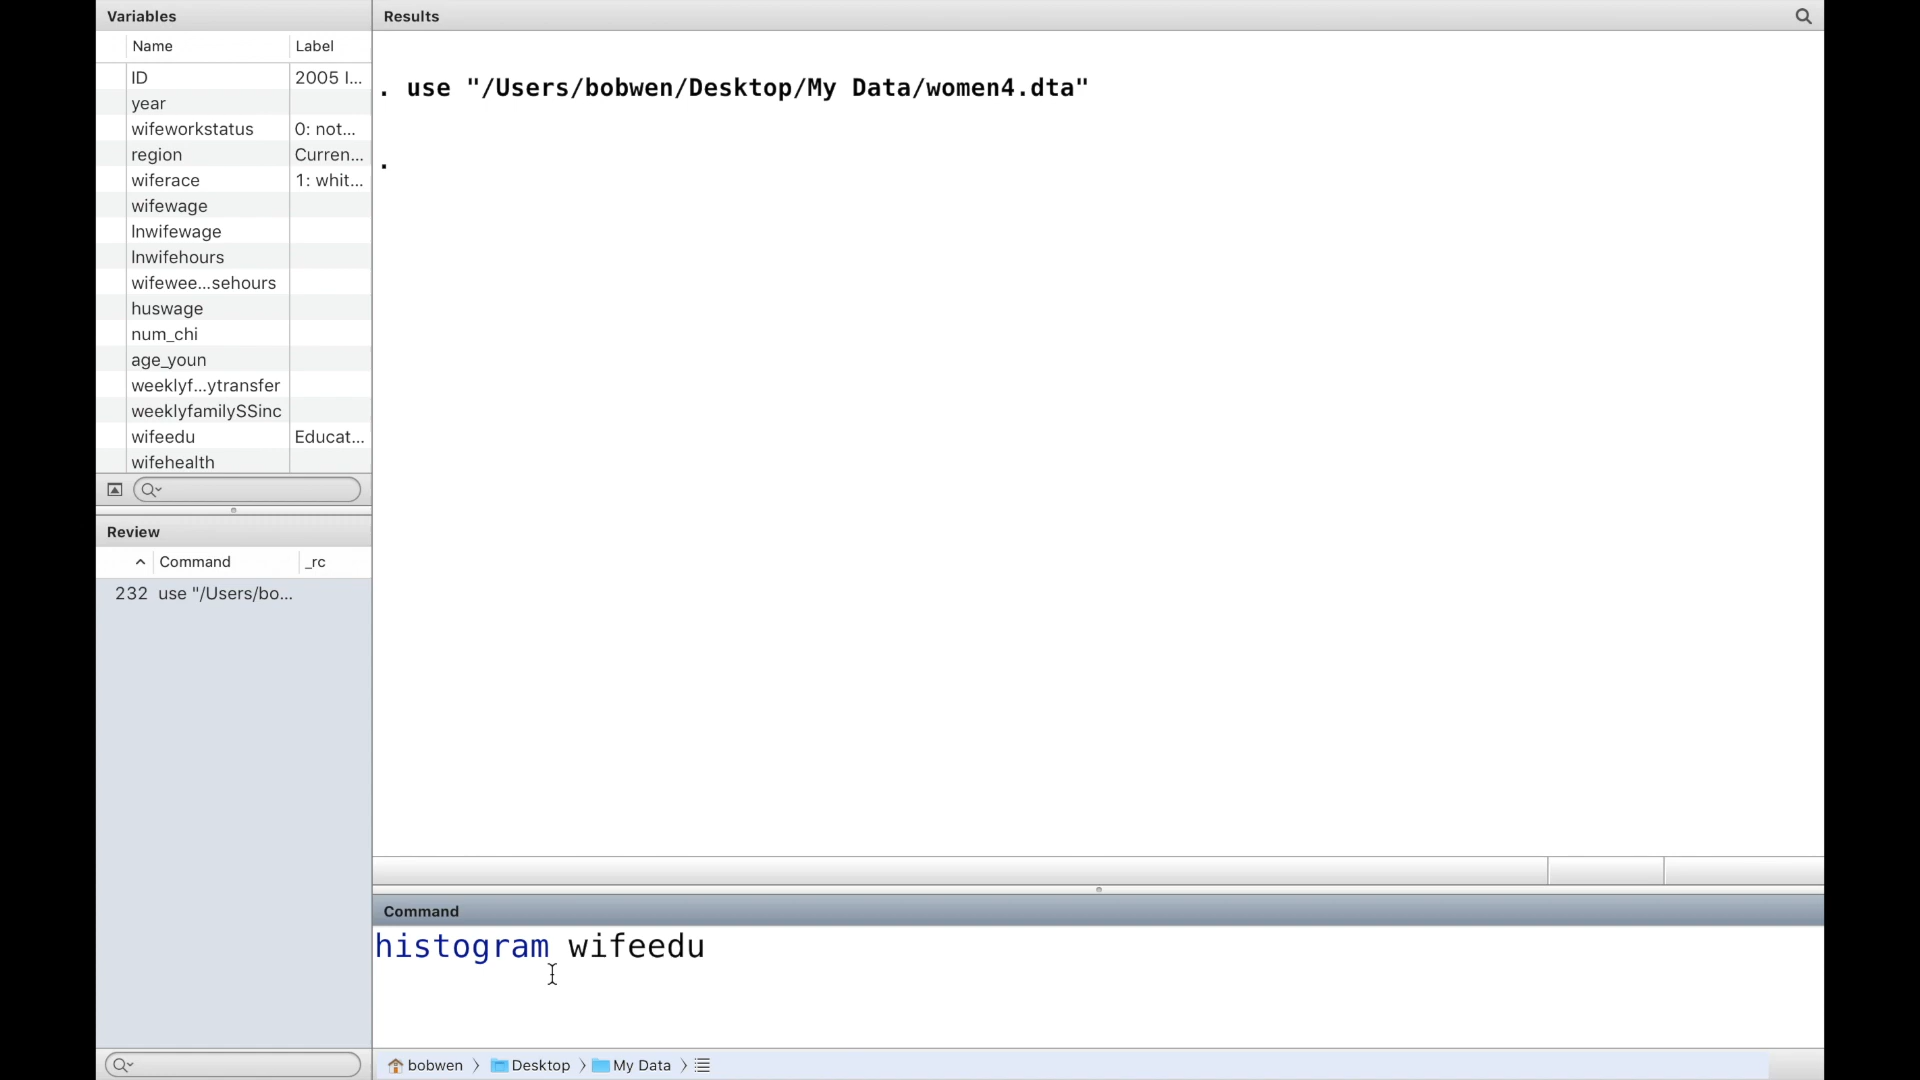 Variables
Name Label
ID 2005 I...
year
wifeworkstatus 0: not...
region Curren...
wiferace 1: whit...
wifewage
lnwifewage
lnwifehours
wifewee...sehours
huswage
num_chi
age_youn
weeklyf...ytransfer
weeklyfamilySSinc
wifeedu Educat...
wifehealth
Review
Command _rc
232 use "/Users/bo...
Results
. use "/Users/bobwen/Desktop/My Data/women4.dta"
.
Command
histogram wifeedu
bobwen Desktop My Data